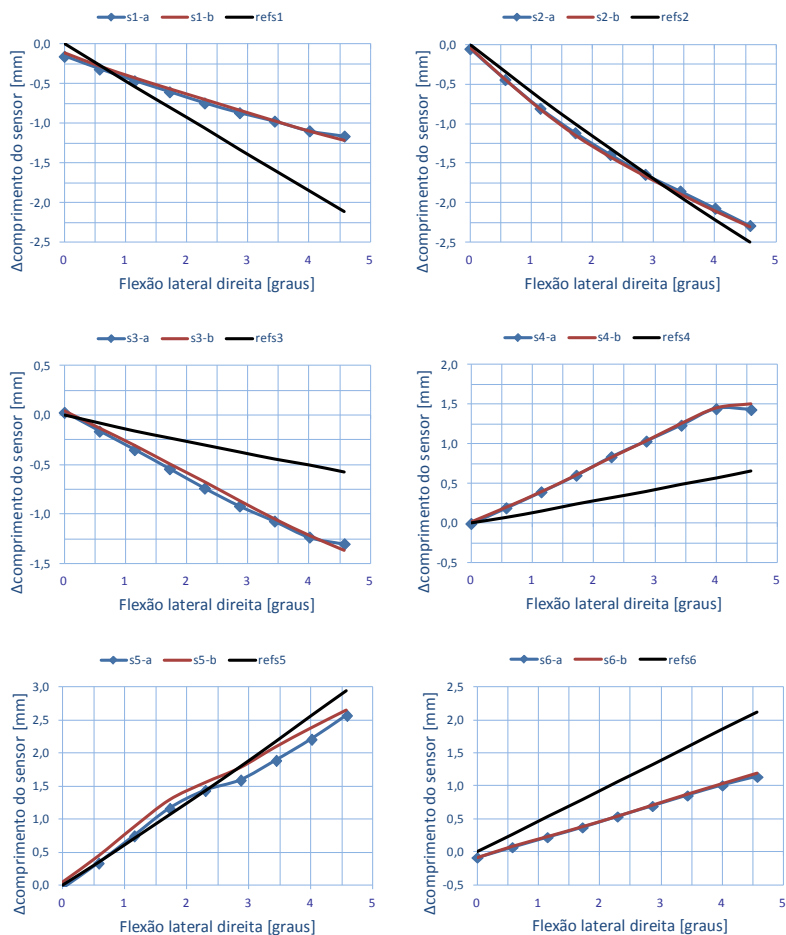 s1-a s1-b refs1
Δcomprimento do sensor [mm]
0,0
-0,5
-1,0
-1,5
-2,0
-2,5
0 1 2 3 4 5
Flexão lateral direita [graus]
s2-a s2-b refs2
Δcomprimento do sensor [mm]
0,0
-0,5
-1,0
-1,5
-2,0
-2,5
0 1 2 3 4 5
Flexão lateral direita [graus]
s3-a s3-b refs3
Δcomprimento do sensor [mm]
0,5
0,0
-0,5
-1,0
-1,5
0 1 2 3 4 5
Flexão lateral direita [graus]
s4-a s4-b refs4
Δcomprimento do sensor [mm]
2,0
1,5
1,0
0,5
0,0
-0,5
0 1 2 3 4 5
Flexão lateral direita [graus]
s5-a s5-b refs5
Δcomprimento do sensor [mm]
3,0
2,5
2,0
1,5
1,0
0,5
0,0
0 1 2 3 4 5
Flexão lateral direita [graus]
s6-a s6-b refs6
Δcomprimento do sensor [mm]
2,5
2,0
1,5
1,0
0,5
0,0
-0,5
0 1 2 3 4 5
Flexão lateral direita [graus]